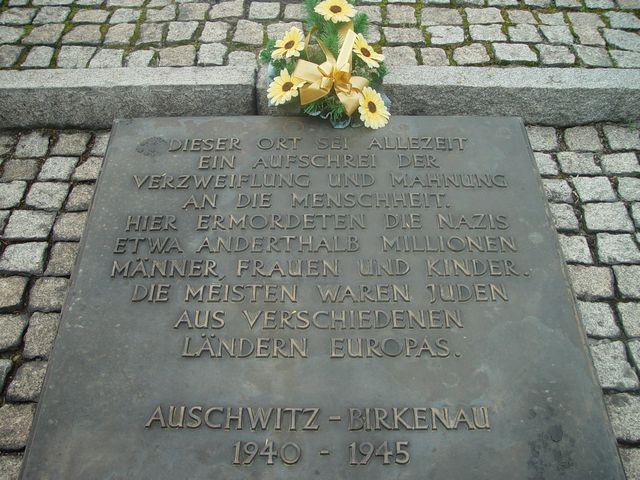 DIESER ORT SEI ALLEZEIT
EIN AUFSCHREI DER
VERZWEIFLUNG UND MAHNUNG
AN DIE MENSCHHEIT.
HIER ERMORDETEN DIE NAZIS
ETWA ANDERTHALB MILLIONEN
MÄNNER, FRAUEN UND KINDER.
DIE MEISTEN WAREN JUDEN
AUS VERSCHIEDENEN
LÄNDERN EUROPAS.
AUSCHWITZ - BIRKENAU
1940 - 1945